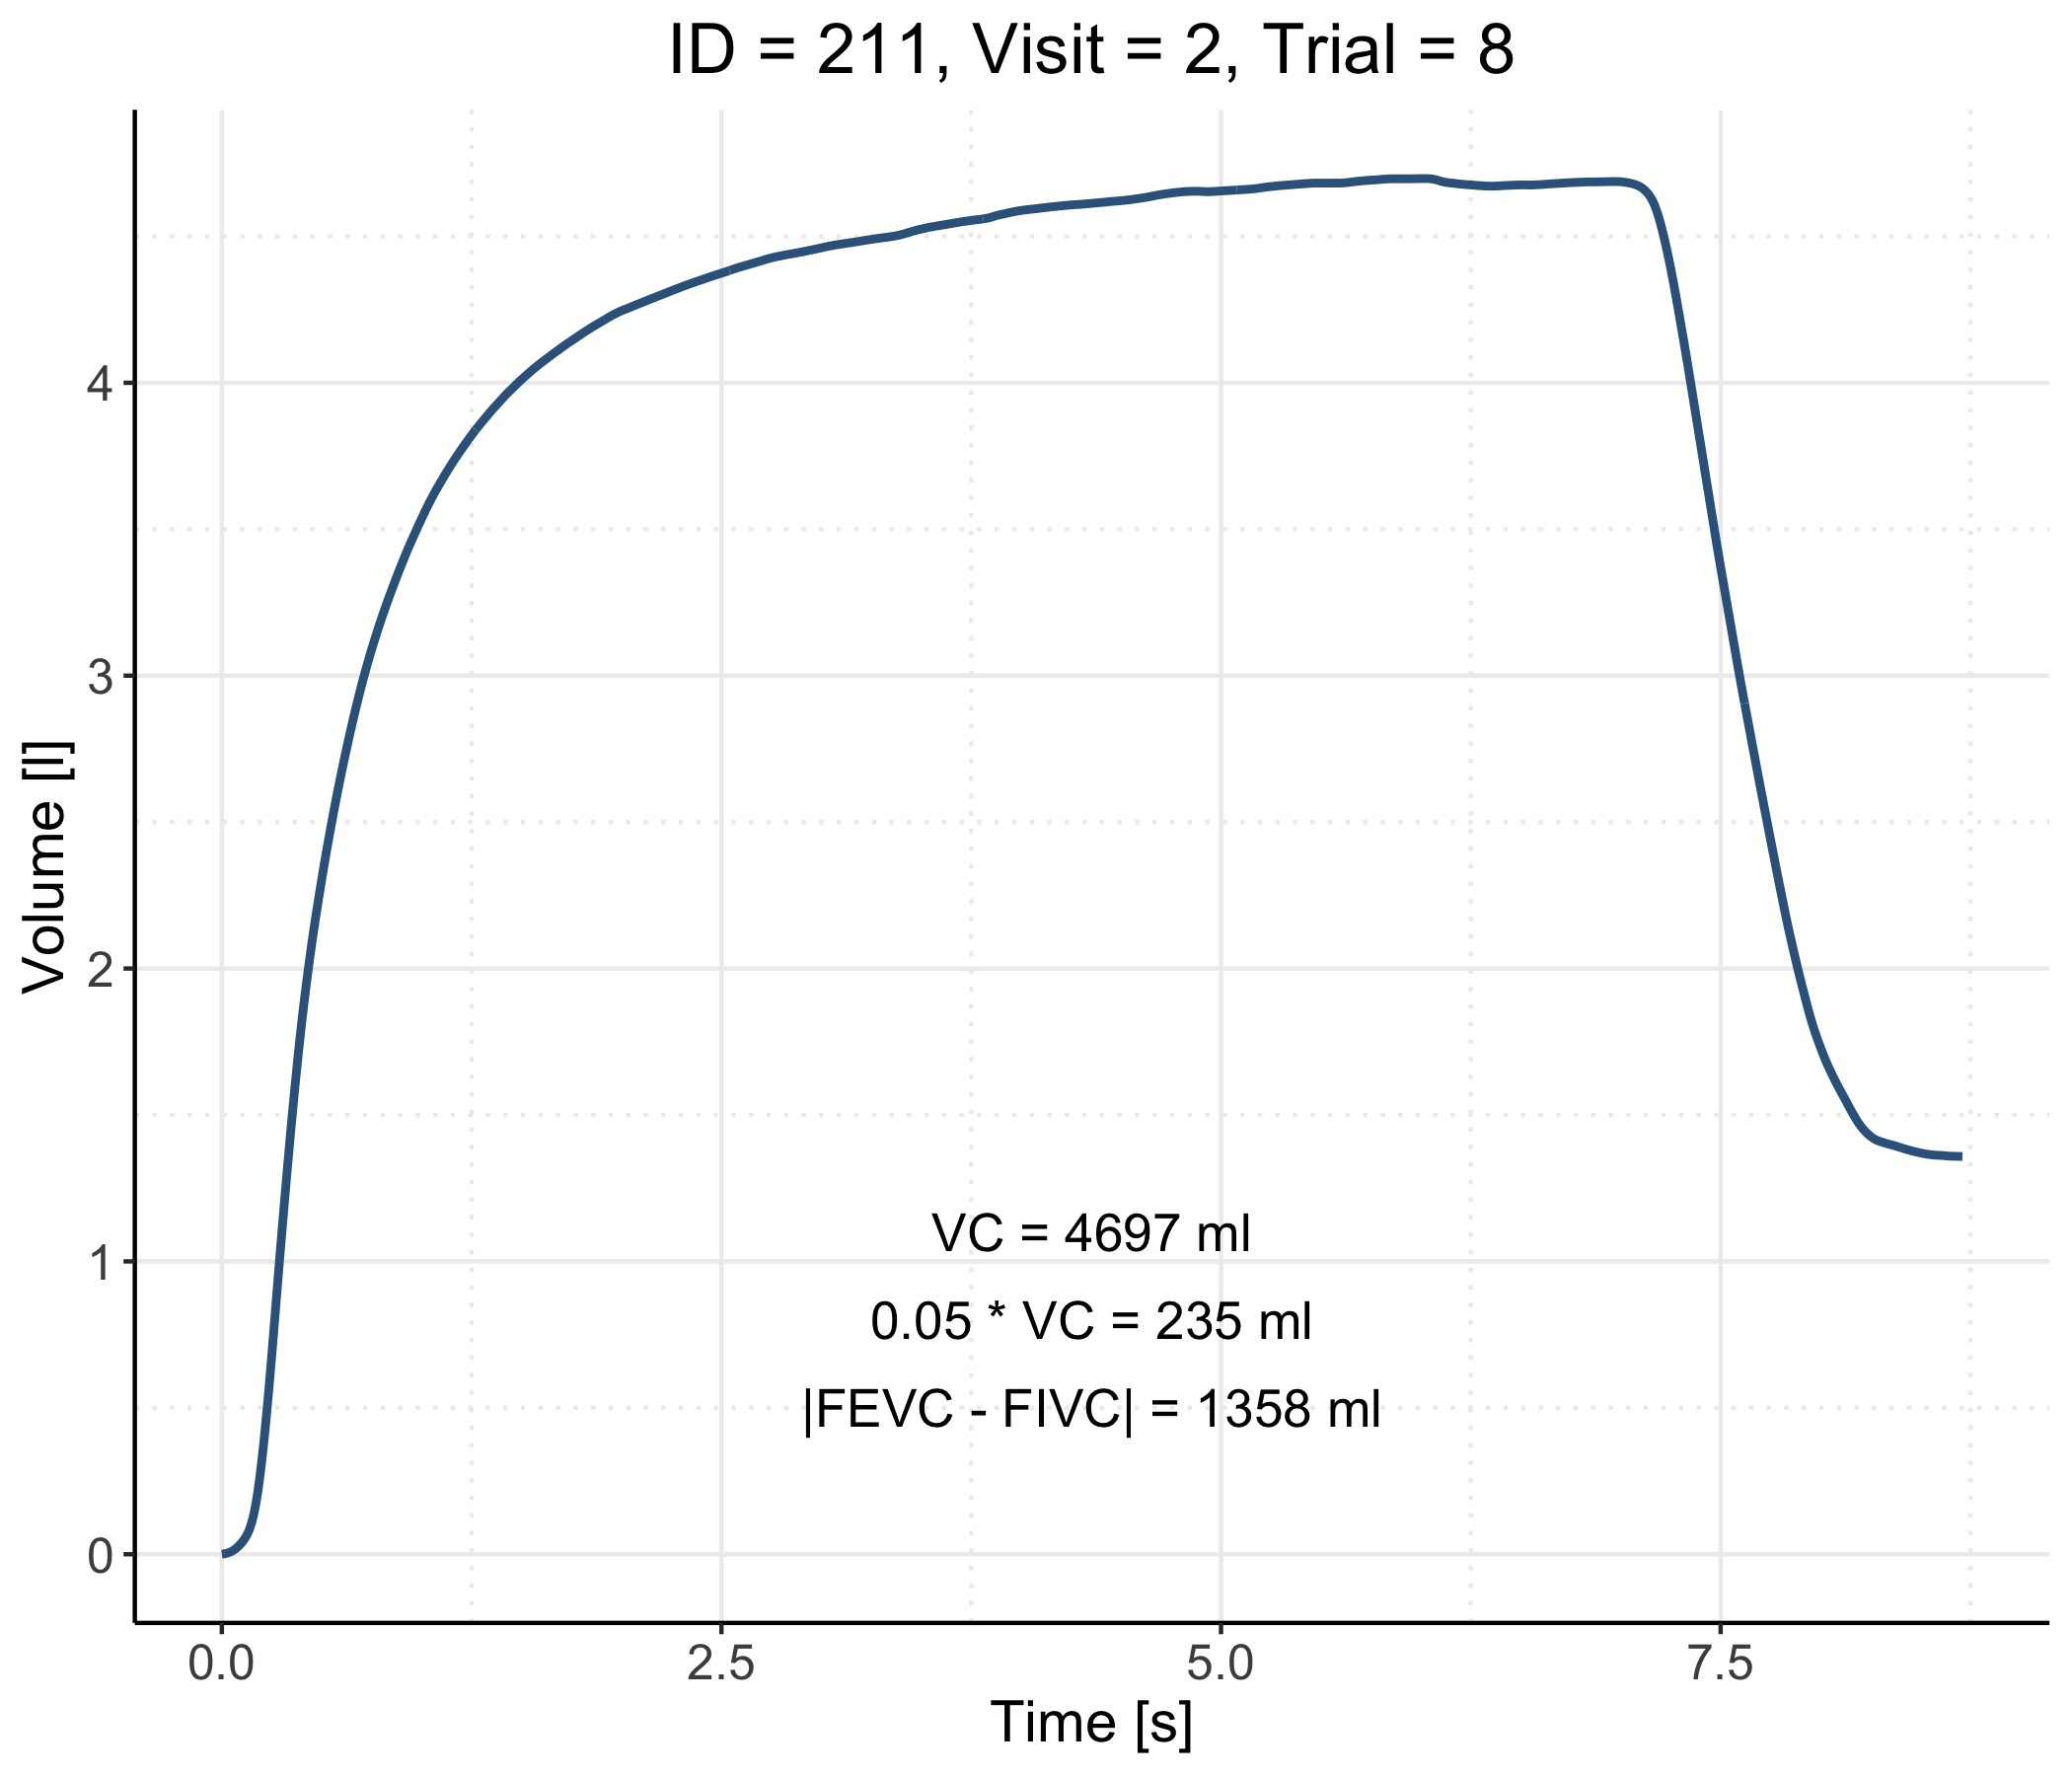 ID = 211, Visit = 2, Trial = 8
4
3
2
1
0
Volume [l]
VC = 4697 ml
0.05 * VC = 235 ml
|FEVC - FIVC| = 1358 ml
0.0 2.5 5.0 7.5
Time [s]